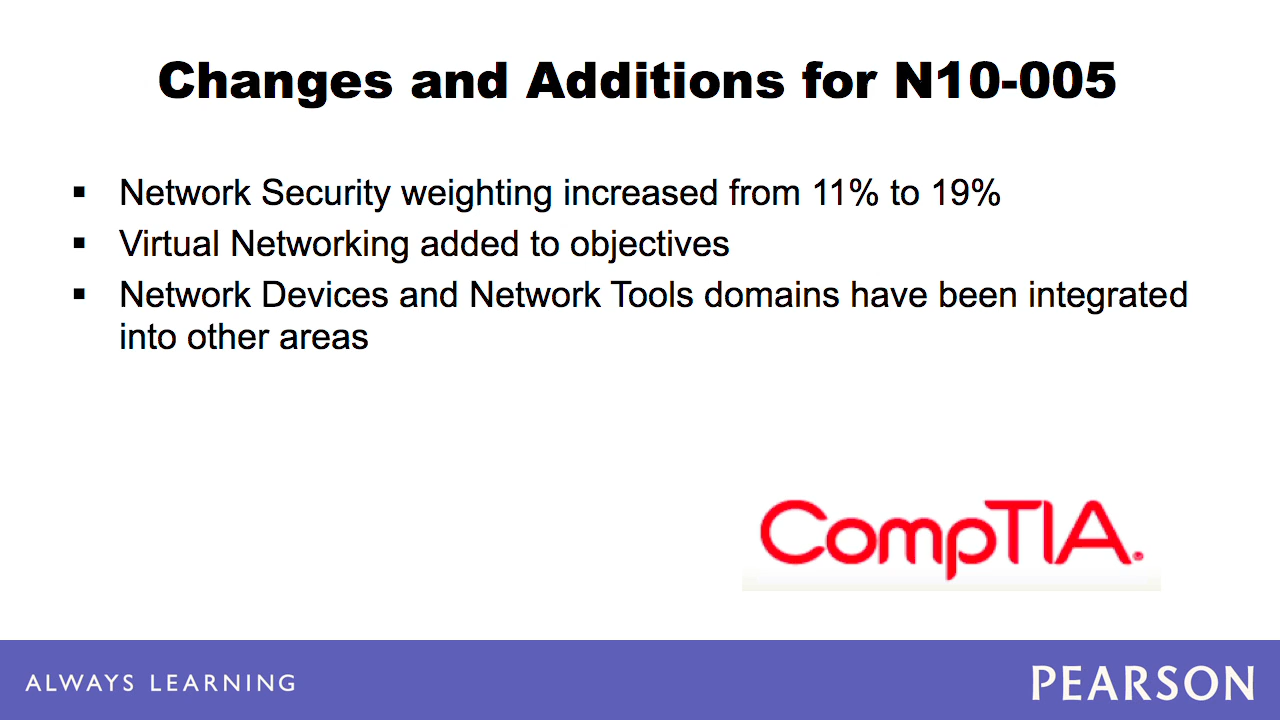 Changes and Additions for N10-005
▪ Network Security weighting increased from 11% to 19%
▪ Virtual Networking added to objectives
▪ Network Devices and Network Tools domains have been integrated
into other areas
CompTIA.
ALWAYS LEARNING
PEARSON